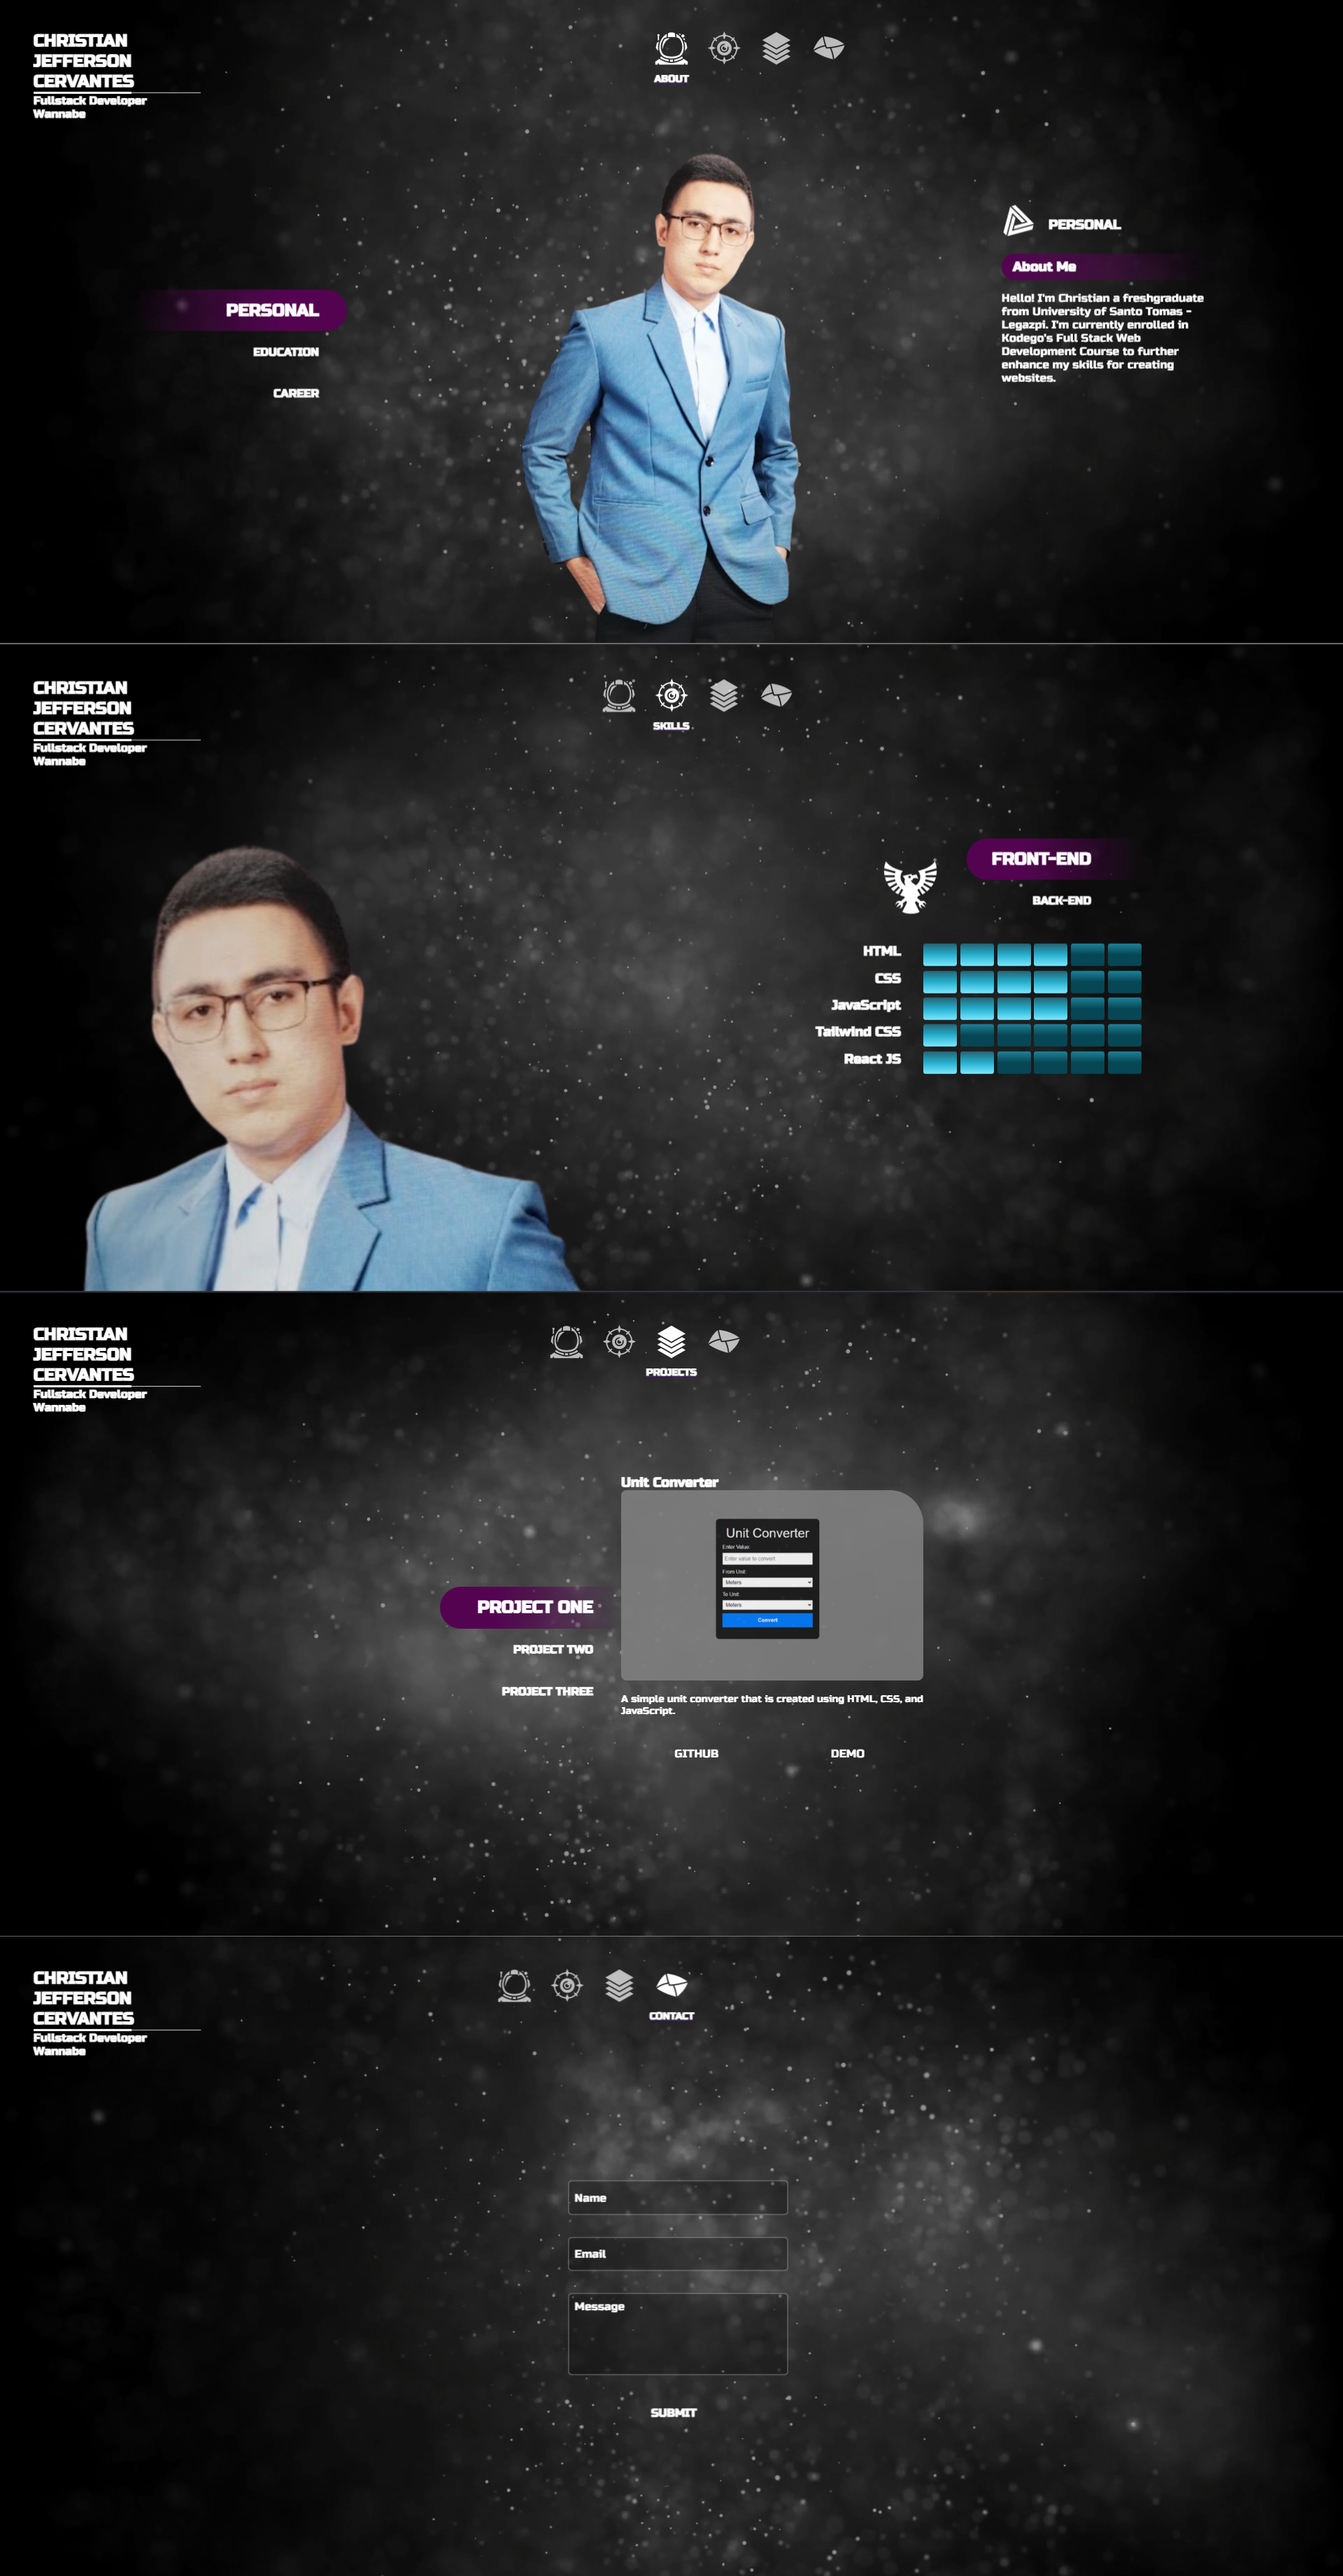 CHRISTIAN
JEFFERSON
CERVANTES
Fullstack Developer
Wannabe
ABOUT
PERSONAL
EDUCATION
CAREER
PERSONAL
About Me
Hello! I'm Christian a freshgraduate
from University of Santo Tomas -
Legazpi. I'm currently enrolled in
Kodego's Full Stack Web
Development Course to further
enhance my skills for creating
websites.
CHRISTIAN
JEFFERSON
CERVANTES
Fullstack Developer
Wannabe
SKILLS
FRONT-END
BACK-END
HTML
CSS
JavaScript
Tailwind CSS
React JS
CHRISTIAN
JEFFERSON
CERVANTES
Fullstack Developer
Wannabe
PROJECTS
PROJECT ONE
PROJECT TWO
PROJECT THREE
Unit Converter
Unit Converter
Enter Value:
Enter value to convert
From Unit:
Meters
To Unit:
Meters
Convert
A simple unit converter that is created using HTML, CSS, and
JavaScript.
GITHUB
DEMO
CHRISTIAN
JEFFERSON
CERVANTES
Fullstack Developer
Wannabe
CONTACT
Name
Email
Message
SUBMIT